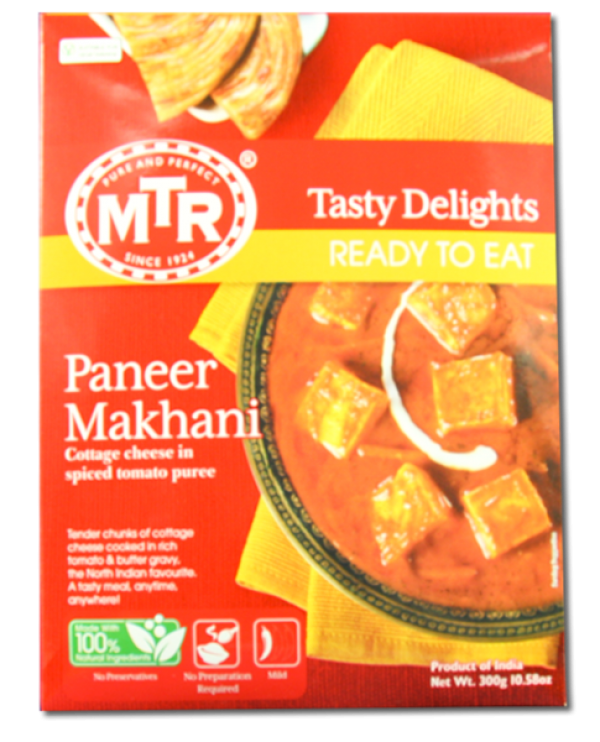 PURE AND PERFECT
MTR
®
SINCE 1924
Tasty Delights
READY TO EAT
Paneer
Makhani
Cottage cheese in
spiced tomato puree
Tender chunks of cottage
cheese cooked in rich
tomato & butter gravy,
the North Indian favourite.
A tasty meal, anytime,
anywhere!
Made With
100%
Natural Ingredients
No Preservatives
No Preparation
Required
Mild
Product of India
Net Wt. 300g 10.58oz